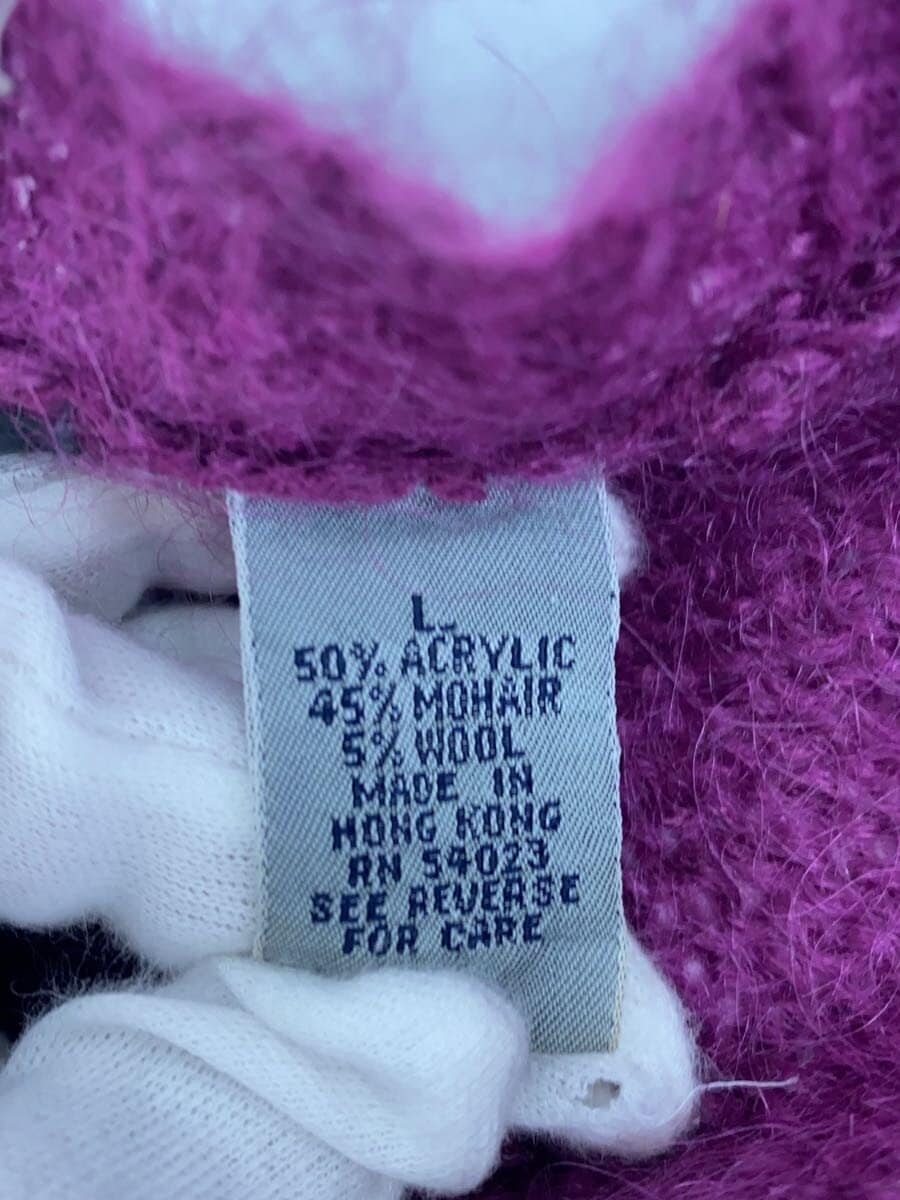 L.
50% ACRYLIC
45% MOHAIR
5% WOOL
MADE IN
HONG KONG
RN 54023
SEE REVERSE
FOR CARE